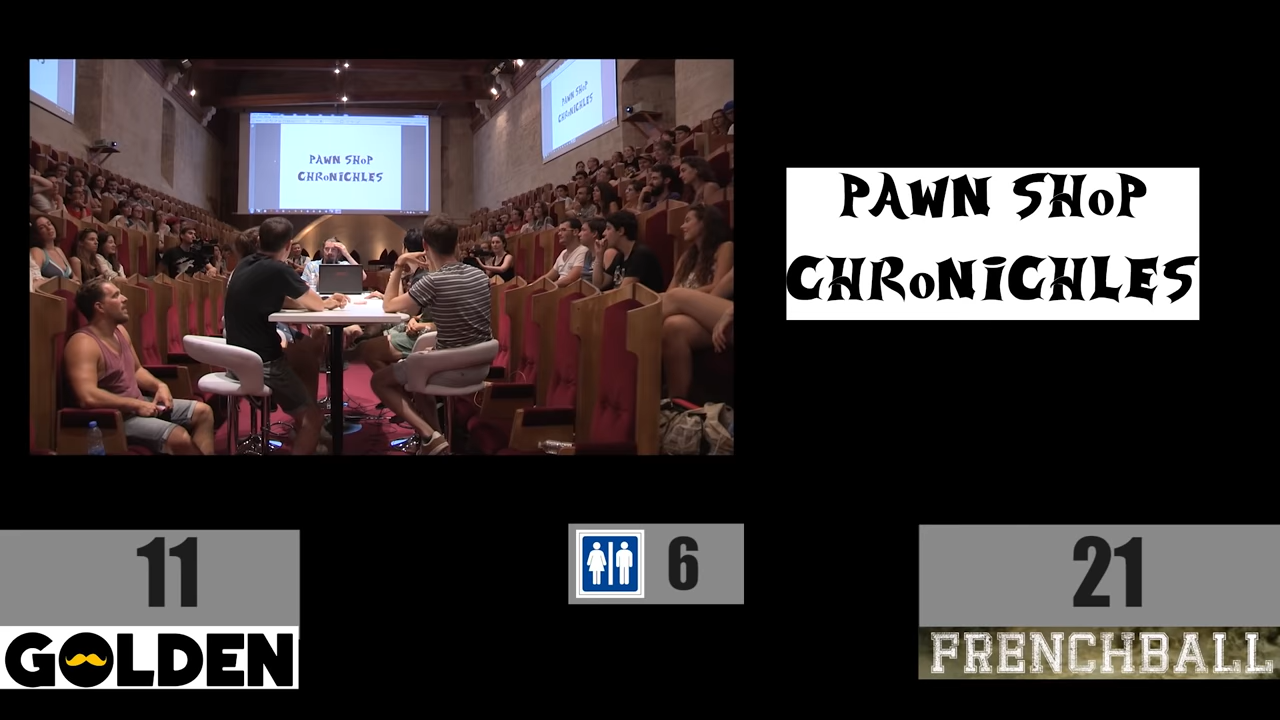 PAWN SHoP
CHRoNiCHLES
PAWN SHoP
CHRoNiCHLES
PAWN SHoP
CHRoNiCHLES
11
6
21
GOLDEN
FRENCHBALL